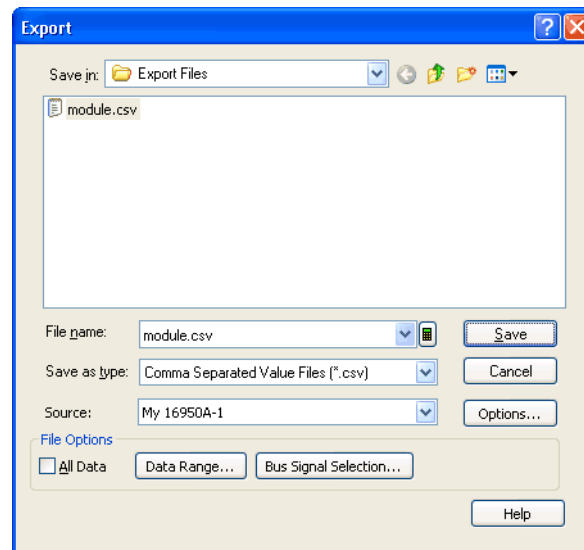 Export
Save in: Export Files
module.csv
File name: module.csv
Save
Save as type: Comma Separated Value Files (*.csv)
Cancel
Source: My 16950A-1
Options...
File Options
All Data
Data Range...
Bus Signal Selection...
Help